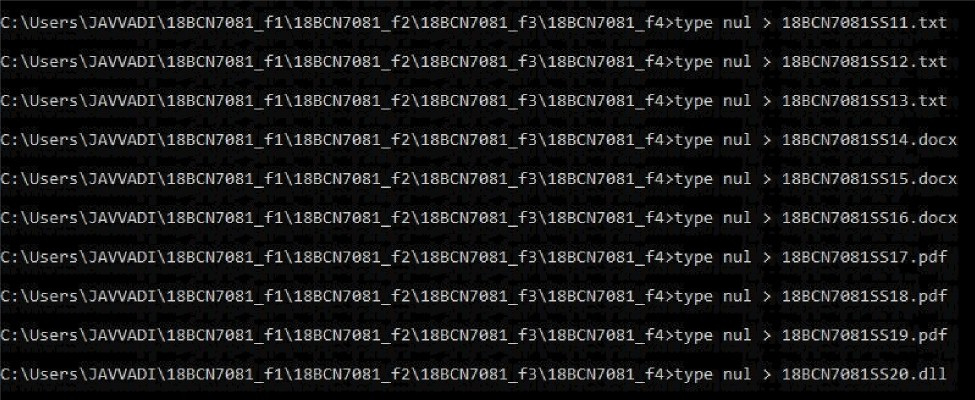 C:\Users\JAVVADI\18BCN7081_f1\18BCN7081_f2\18BCN7081_f3\18BCN7081_f4>type nul > 18BCN7081SS11.txt
C:\Users\JAVVADI\18BCN7081_f1\18BCN7081_f2\18BCN7081_f3\18BCN7081_f4>type nul > 18BCN7081SS12.txt
C:\Users\JAVVADI\18BCN7081_f1\18BCN7081_f2\18BCN7081_f3\18BCN7081_f4>type nul > 18BCN7081SS13.txt
C:\Users\JAVVADI\18BCN7081_f1\18BCN7081_f2\18BCN7081_f3\18BCN7081_f4>type nul > 18BCN7081SS14.docx
C:\Users\JAVVADI\18BCN7081_f1\18BCN7081_f2\18BCN7081_f3\18BCN7081_f4>type nul > 18BCN7081SS15.docx
C:\Users\JAVVADI\18BCN7081_f1\18BCN7081_f2\18BCN7081_f3\18BCN7081_f4>type nul > 18BCN7081SS16.docx
C:\Users\JAVVADI\18BCN7081_f1\18BCN7081_f2\18BCN7081_f3\18BCN7081_f4>type nul > 18BCN7081SS17.pdf
C:\Users\JAVVADI\18BCN7081_f1\18BCN7081_f2\18BCN7081_f3\18BCN7081_f4>type nul > 18BCN7081SS18.pdf
C:\Users\JAVVADI\18BCN7081_f1\18BCN7081_f2\18BCN7081_f3\18BCN7081_f4>type nul > 18BCN7081SS19.pdf
C:\Users\JAVVADI\18BCN7081_f1\18BCN7081_f2\18BCN7081_f3\18BCN7081_f4>type nul > 18BCN7081SS20.dll